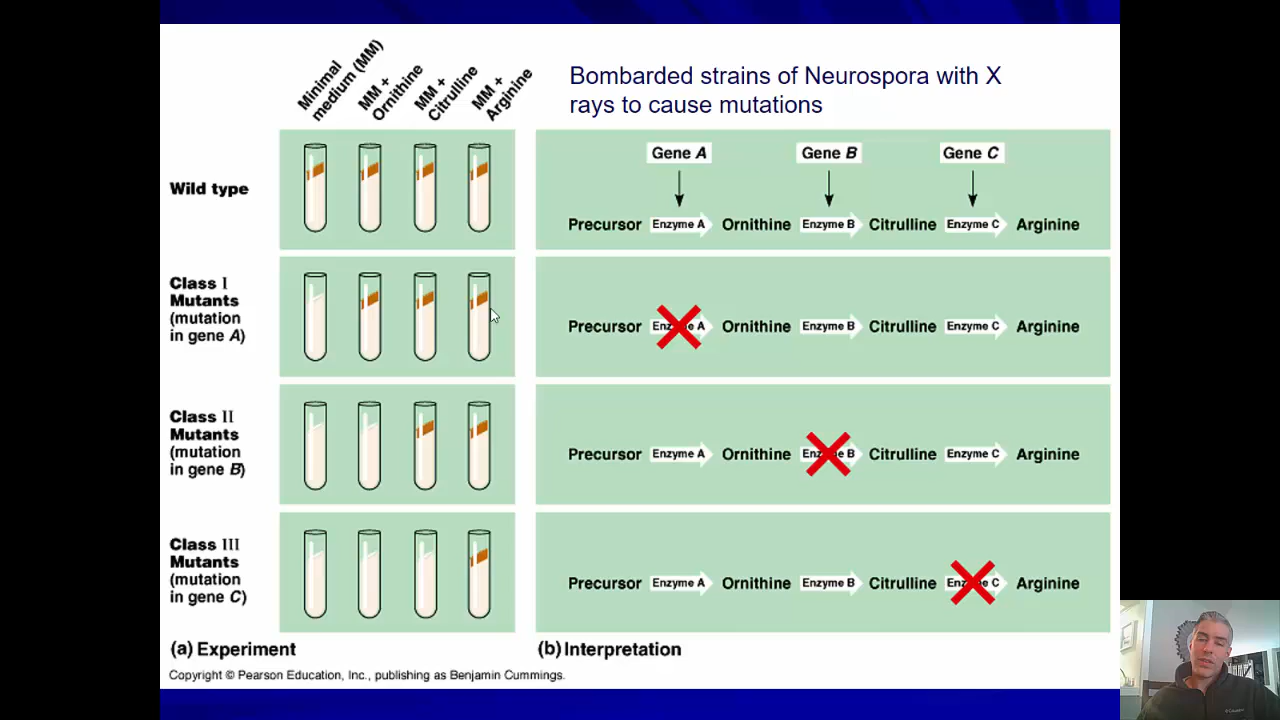 Minimal
medium (MM)
MM +
Ornithine
MM +
Citrulline
MM +
Arginine
Bombarded strains of Neurospora with X
rays to cause mutations
Wild type
Gene A
Gene B
Gene C
Precursor Enzyme A Ornithine Enzyme B Citrulline Enzyme C Arginine
Class I
Mutants
(mutation
in gene A)
Precursor Enzyme A Ornithine Enzyme B Citrulline Enzyme C Arginine
Class II
Mutants
(mutation
in gene B)
Precursor Enzyme A Ornithine Enzyme B Citrulline Enzyme C Arginine
Class III
Mutants
(mutation
in gene C)
Precursor Enzyme A Ornithine Enzyme B Citrulline Enzyme C Arginine
(a) Experiment
(b) Interpretation
Copyright © Pearson Education, Inc., publishing as Benjamin Cummings.